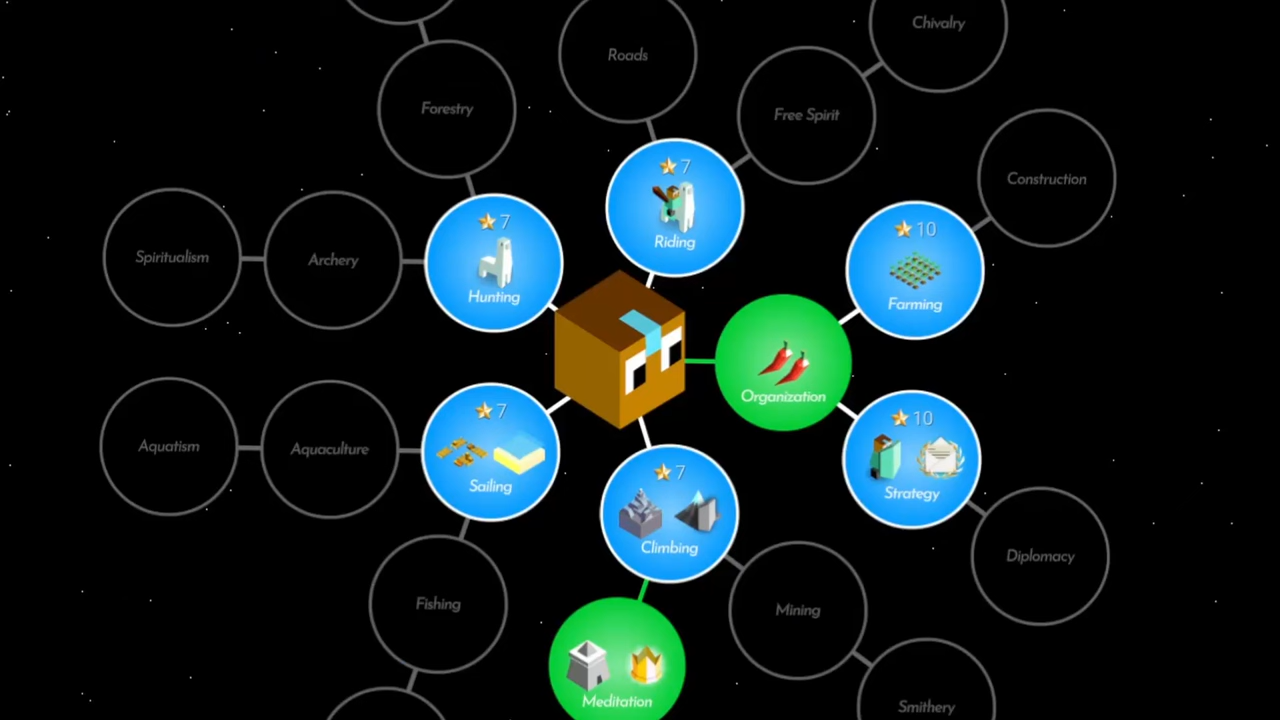 Chivalry
Roads
Forestry
Free Spirit
7
Riding
Construction
7
Hunting
10
Farming
Spiritualism
Archery
Organization
7
Sailing
10
Strategy
Aquatism
Aquaculture
7
Climbing
Diplomacy
Fishing
Mining
Meditation
Smithery